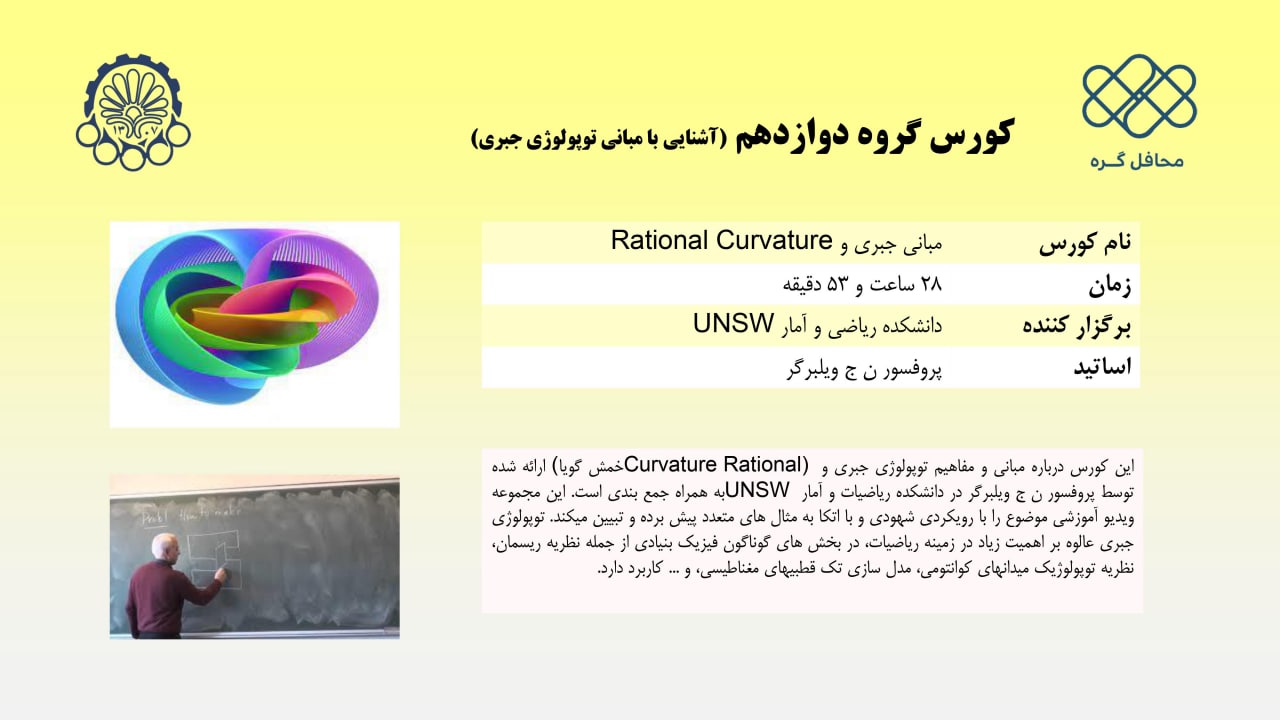 کورس گروه دوازدهم (آشنایی با مبانی توپولوژی جبری)
محافل گره
۱۳۰۷
نام کورس مبانی جبری و Rational Curvature
زمان ۲۸ ساعت و ۵۳ دقیقه
برگزار کننده دانشکده ریاضی و آمار UNSW
اساتید پروفسور ن ج ویلبرگر
این کورس درباره مبانی و مفاهیم توپولوژی جبری و (Curvature Rationalخمش گویا) ارائه شده
توسط پروفسور ن ج ویلبرگر در دانشکده ریاضیات و آمار UNSWبه همراه جمع بندی است. این مجموعه
ویدیو آموزشی موضوع را با رویکردی شهودی و با اتکا به مثال های متعدد پیش برده و تبیین میکند. توپولوژی
جبری عالوه بر اهمیت زیاد در زمینه ریاضیات، در بخش های گوناگون فیزیک بنیادی از جمله نظریه ریسمان،
نظریه توپولوژیک میدانهای کوانتومی، مدل سازی تک قطبیهای مغناطیسی، و ... کاربرد دارد.